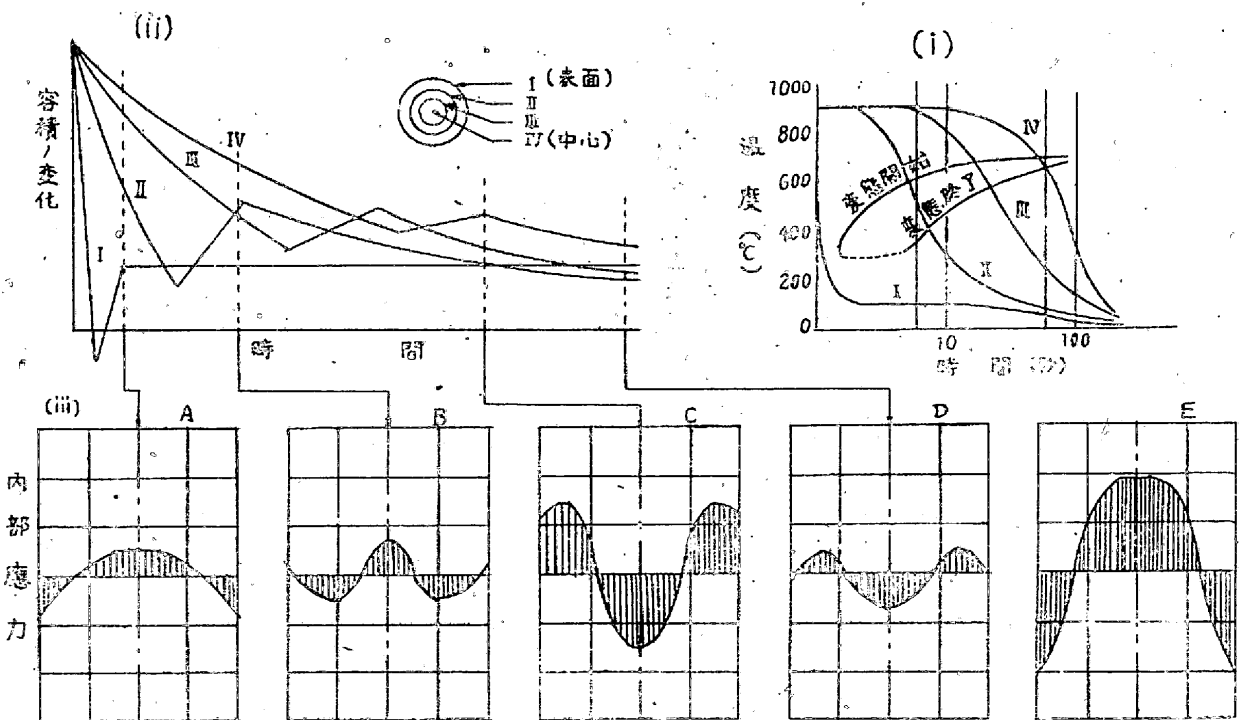 (ii)
容積ノ変化
I
II
III
IV
I (表面)
II
III
IV (中心)
時 間
(i)
温度 (℃)
1000
800
600
400
200
0
変態開始
変態終了
I
II
III
IV
10
100
時 間 (秒)
(iii)
内部應力
A
B
C
D
E